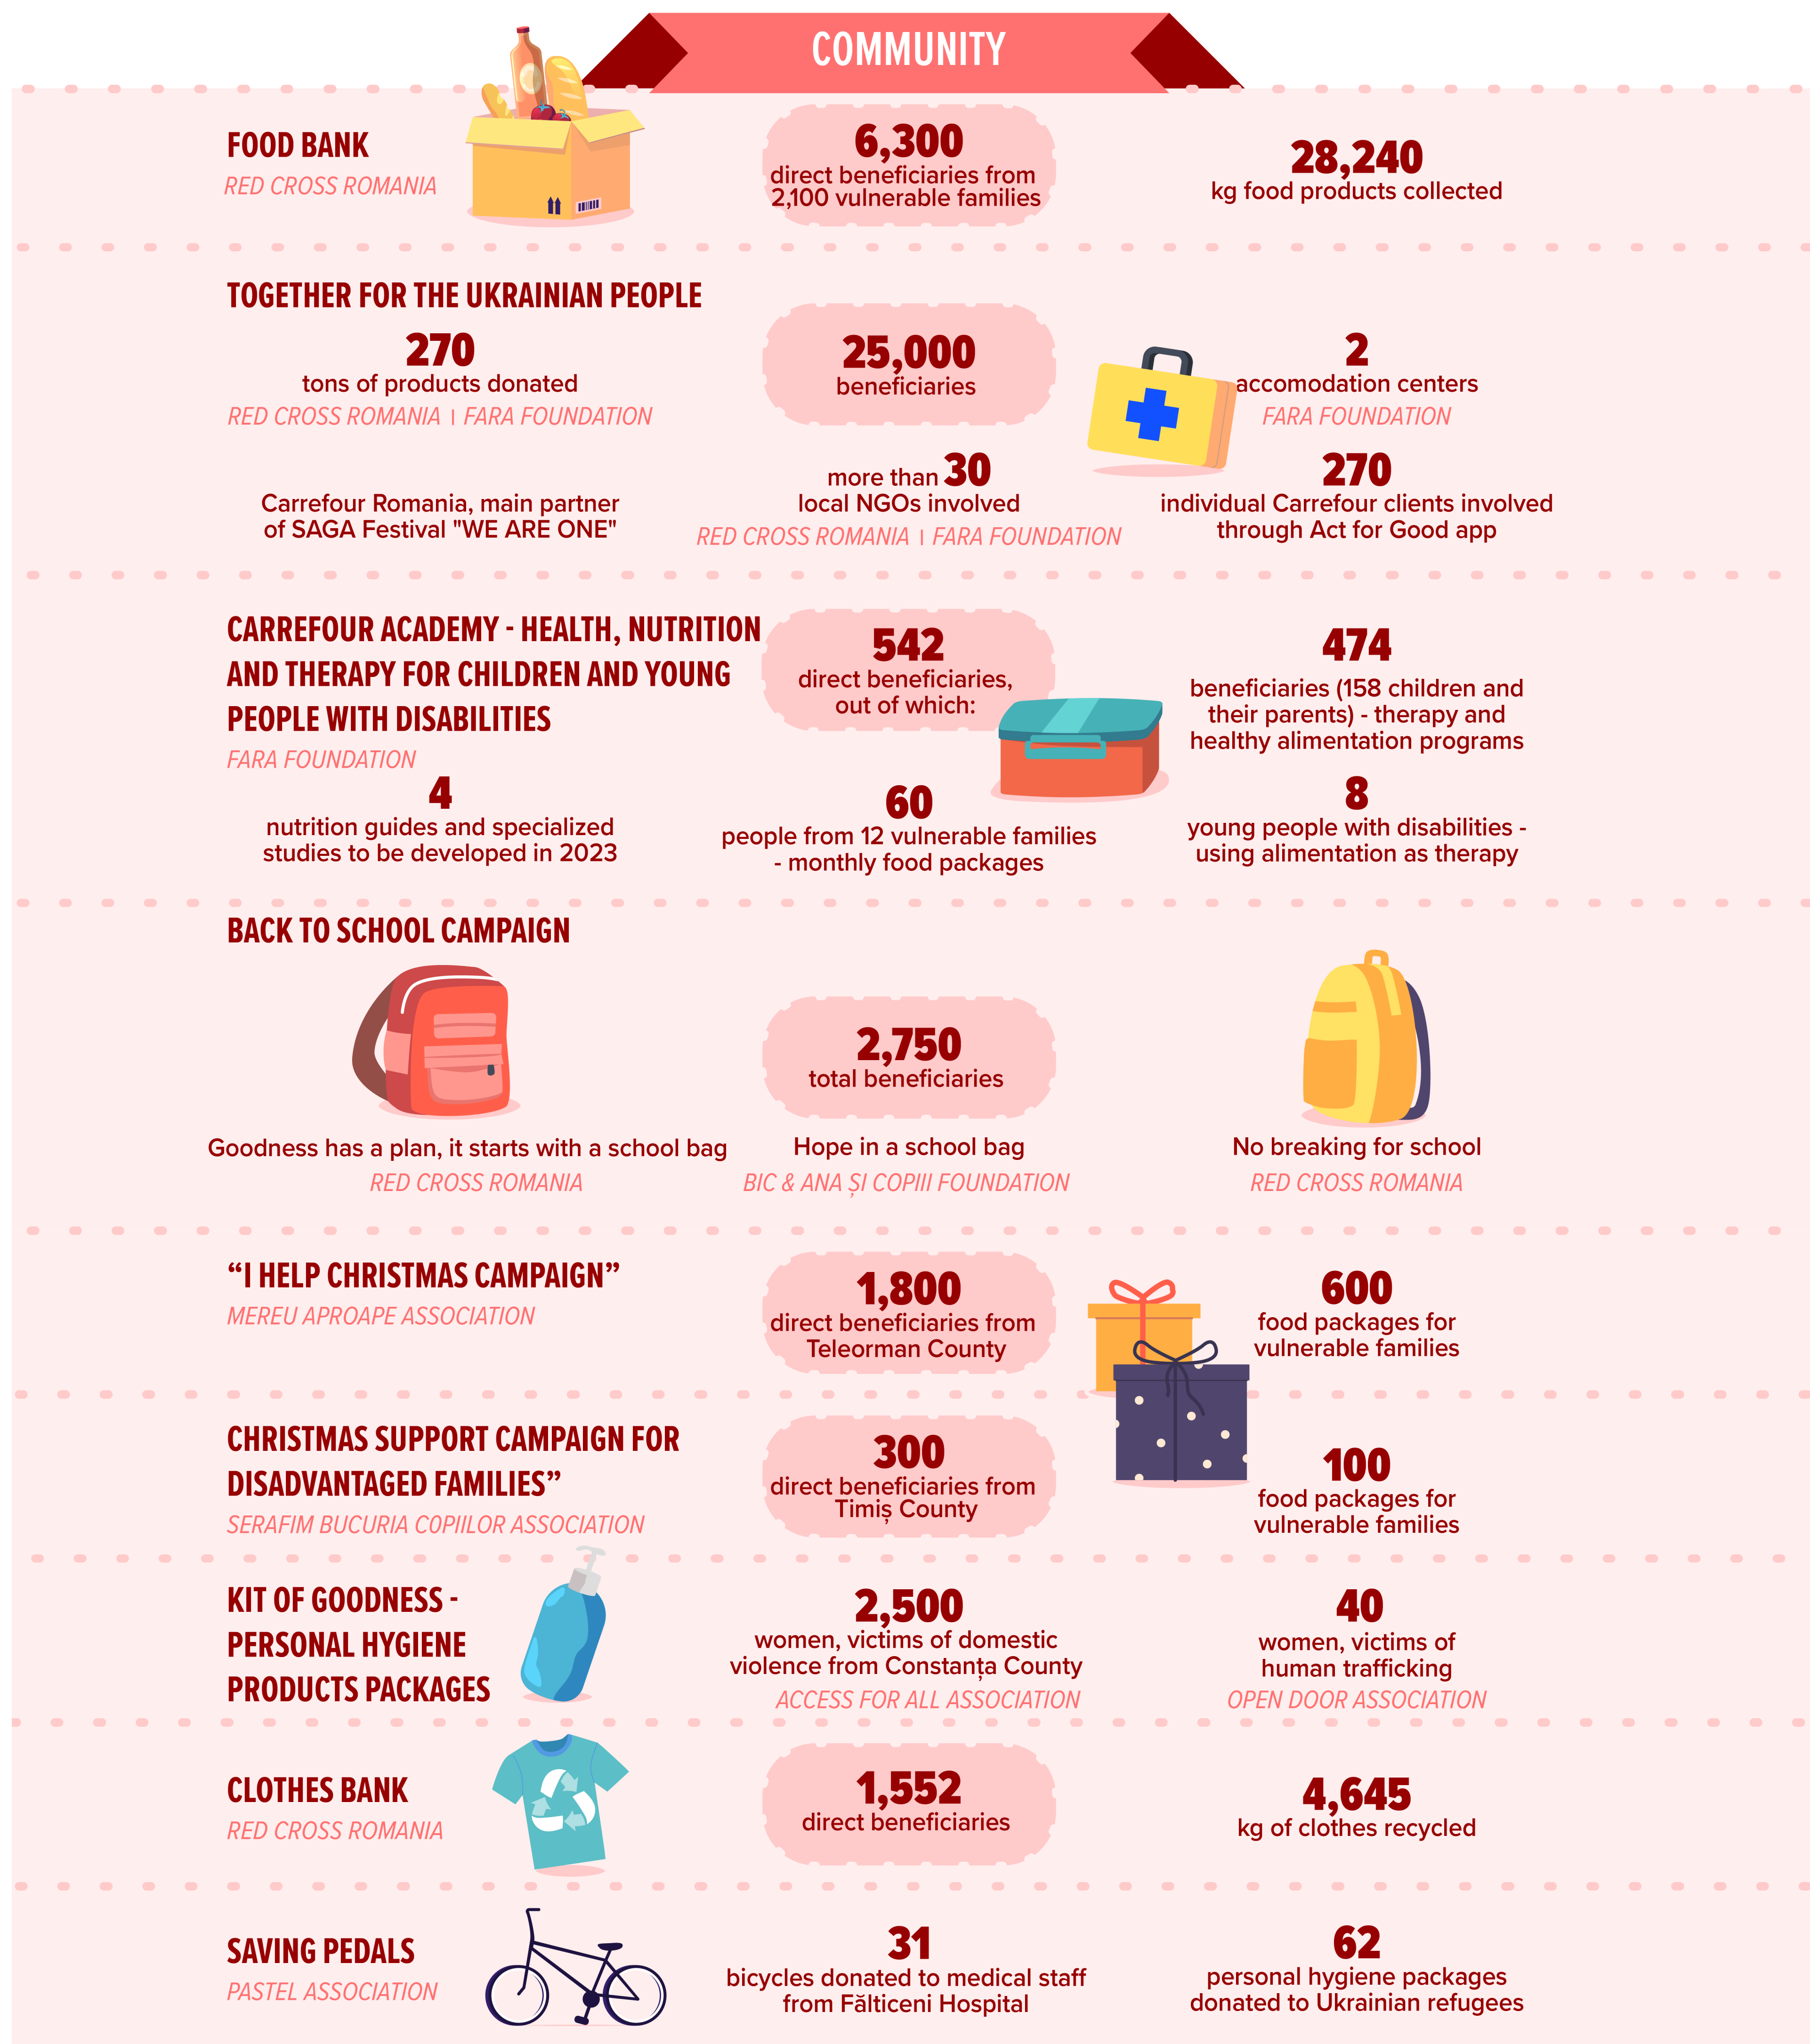 COMMUNITY
FOOD BANK
RED CROSS ROMANIA
6,300
direct beneficiaries from
2,100 vulnerable families
28,240
kg food products collected
TOGETHER FOR THE UKRAINIAN PEOPLE
270
tons of products donated
RED CROSS ROMANIA | FARA FOUNDATION
25,000
beneficiaries
2
accomodation centers
FARA FOUNDATION
Carrefour Romania, main partner
of SAGA Festival "WE ARE ONE"
more than 30
local NGOs involved
RED CROSS ROMANIA | FARA FOUNDATION
270
individual Carrefour clients involved
through Act for Good app
CARREFOUR ACADEMY - HEALTH, NUTRITION
AND THERAPY FOR CHILDREN AND YOUNG
PEOPLE WITH DISABILITIES
FARA FOUNDATION
542
direct beneficiaries,
out of which:
474
beneficiaries (158 children and
their parents) - therapy and
healthy alimentation programs
4
nutrition guides and specialized
studies to be developed in 2023
60
people from 12 vulnerable families
- monthly food packages
8
young people with disabilities -
using alimentation as therapy
BACK TO SCHOOL CAMPAIGN
2,750
total beneficiaries
Goodness has a plan, it starts with a school bag
RED CROSS ROMANIA
Hope in a school bag
BIC & ANA ȘI COPIII FOUNDATION
No breaking for school
RED CROSS ROMANIA
“I HELP CHRISTMAS CAMPAIGN”
MEREU APROAPE ASSOCIATION
1,800
direct beneficiaries from
Teleorman County
600
food packages for
vulnerable families
CHRISTMAS SUPPORT CAMPAIGN FOR
DISADVANTAGED FAMILIES”
SERAFIM BUCURIA C0PIILOR ASSOCIATION
300
direct beneficiaries from
Timiș County
100
food packages for
vulnerable families
KIT OF GOODNESS -
PERSONAL HYGIENE
PRODUCTS PACKAGES
2,500
women, victims of domestic
violence from Constanța County
ACCESS FOR ALL ASSOCIATION
40
women, victims of
human trafficking
OPEN DOOR ASSOCIATION
CLOTHES BANK
RED CROSS ROMANIA
1,552
direct beneficiaries
4,645
kg of clothes recycled
SAVING PEDALS
PASTEL ASSOCIATION
31
bicycles donated to medical staff
from Fălticeni Hospital
62
personal hygiene packages
donated to Ukrainian refugees